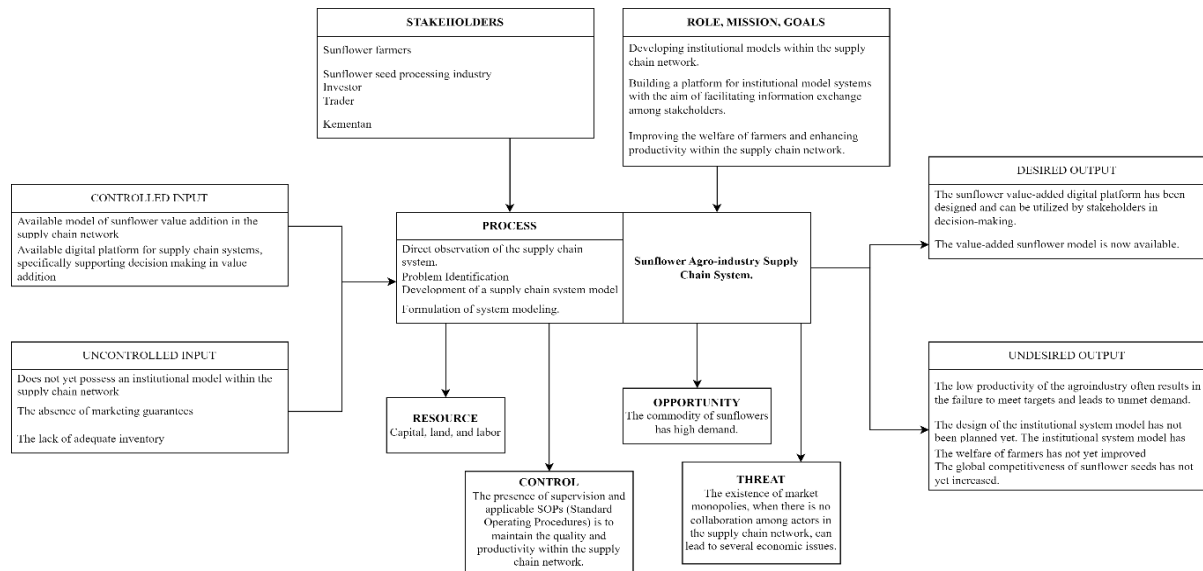 STAKEHOLDERS
Sunflower farmers
Sunflower seed processing industry
Investor
Trader
Kementan
ROLE, MISSION, GOALS
Developing institutional models within the supply
chain network.
Building a platform for institutional model systems
with the aim of facilitating information exchange
among stakeholders.
Improving the welfare of farmers and enhancing
productivity within the supply chain network.
CONTROLLED INPUT
Available model of sunflower value addition in the
supply chain network
Available digital platform for supply chain systems,
specifically supporting decision making in value
addition
UNCONTROLLED INPUT
Does not yet possess an institutional model within the
supply chain network
The absence of marketing guarantees
The lack of adequate inventory
PROCESS
Direct observation of the supply chain
system.
Problem Identification
Development of a supply chain system model
Formulation of system modeling.
Sunflower Agro-industry Supply
Chain System.
DESIRED OUTPUT
The sunflower value-added digital platform has been
designed and can be utilized by stakeholders in
decision-making.
The value-added sunflower model is now available.
UNDESIRED OUTPUT
The low productivity of the agroindustry often results in
the failure to meet targets and leads to unmet demand.
The design of the institutional system model has not
been planned yet. The institutional system model has
The welfare of farmers has not yet improved
The global competitiveness of sunflower seeds has not
yet increased.
RESOURCE
Capital, land, and labor
CONTROL
The presence of supervision and
applicable SOPs (Standard
Operating Procedures) is to
maintain the quality and
productivity within the supply
chain network.
OPPORTUNITY
The commodity of sunflowers
has high demand.
THREAT
The existence of market
monopolies, when there is no
collaboration among actors in
the supply chain network, can
lead to several economic issues.